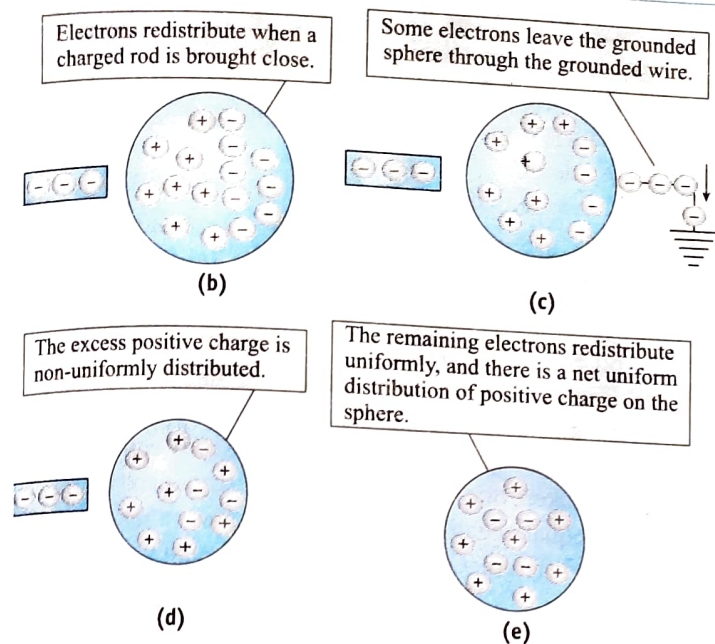 Electrons redistribute when a
charged rod is brought close.
Some electrons leave the grounded
sphere through the grounded wire.
(b)
(c)
The excess positive charge is
non-uniformly distributed.
The remaining electrons redistribute
uniformly, and there is a net uniform
distribution of positive charge on the
sphere.
(d)
(e)